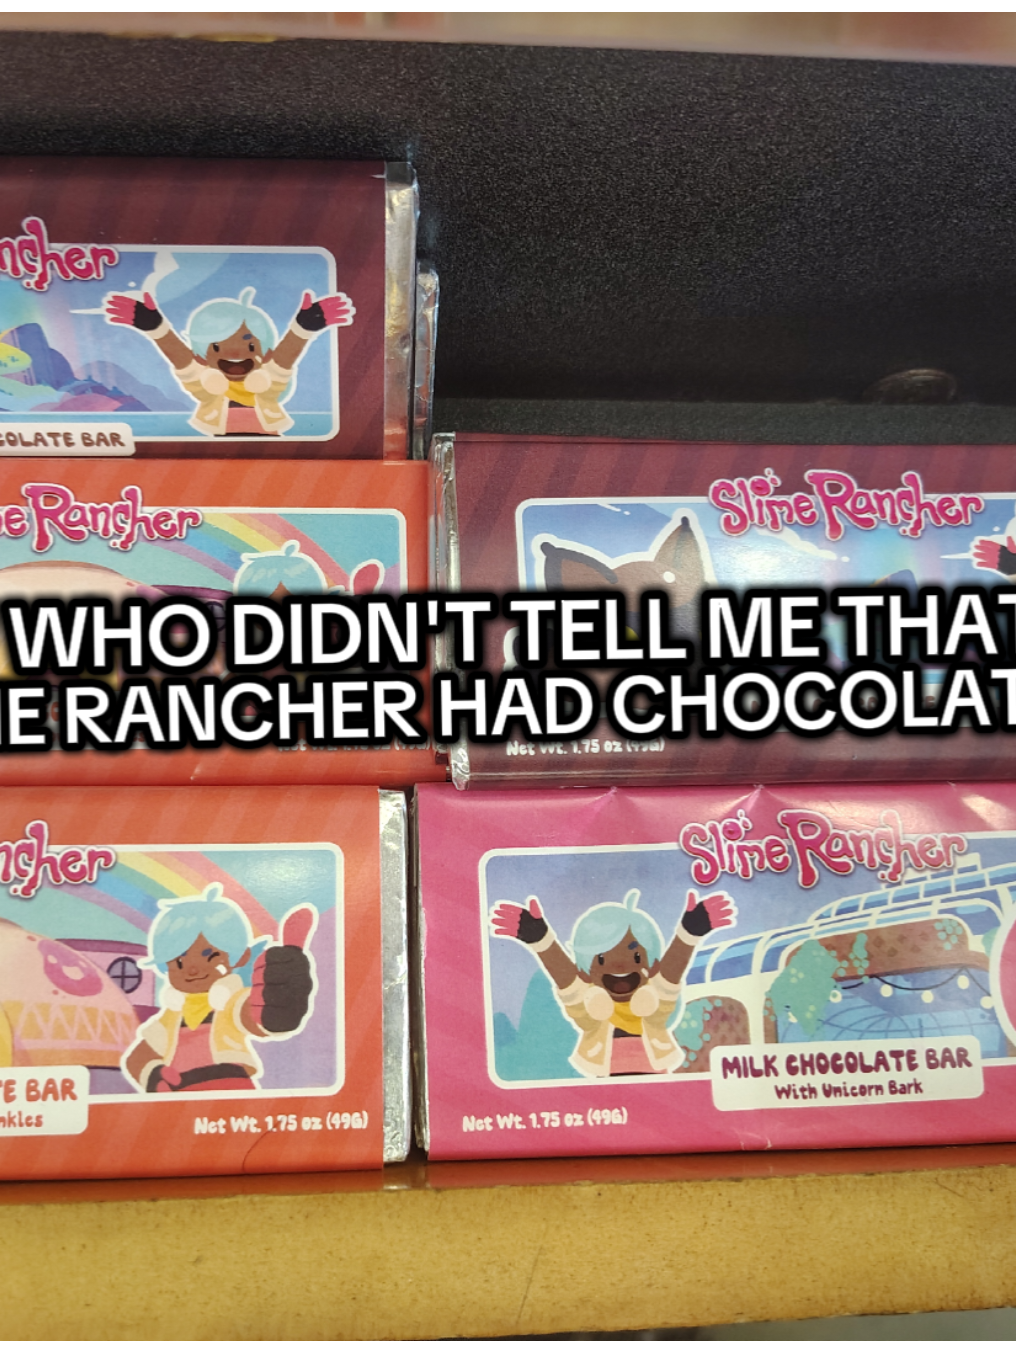 ncher
COLATE BAR
e Rancher
Slime Rancher
WHO DIDN'T TELL ME THAT
E RANCHER HAD CHOCOLAT
Net Wt. 1.75 oz (49G)
ncher
Slime Rancher
E BAR
nkles
Net Wt. 1.75 oz (49G)
MILK CHOCOLATE BAR
With Unicorn Bark
Net Wt. 1.75 oz (49G)